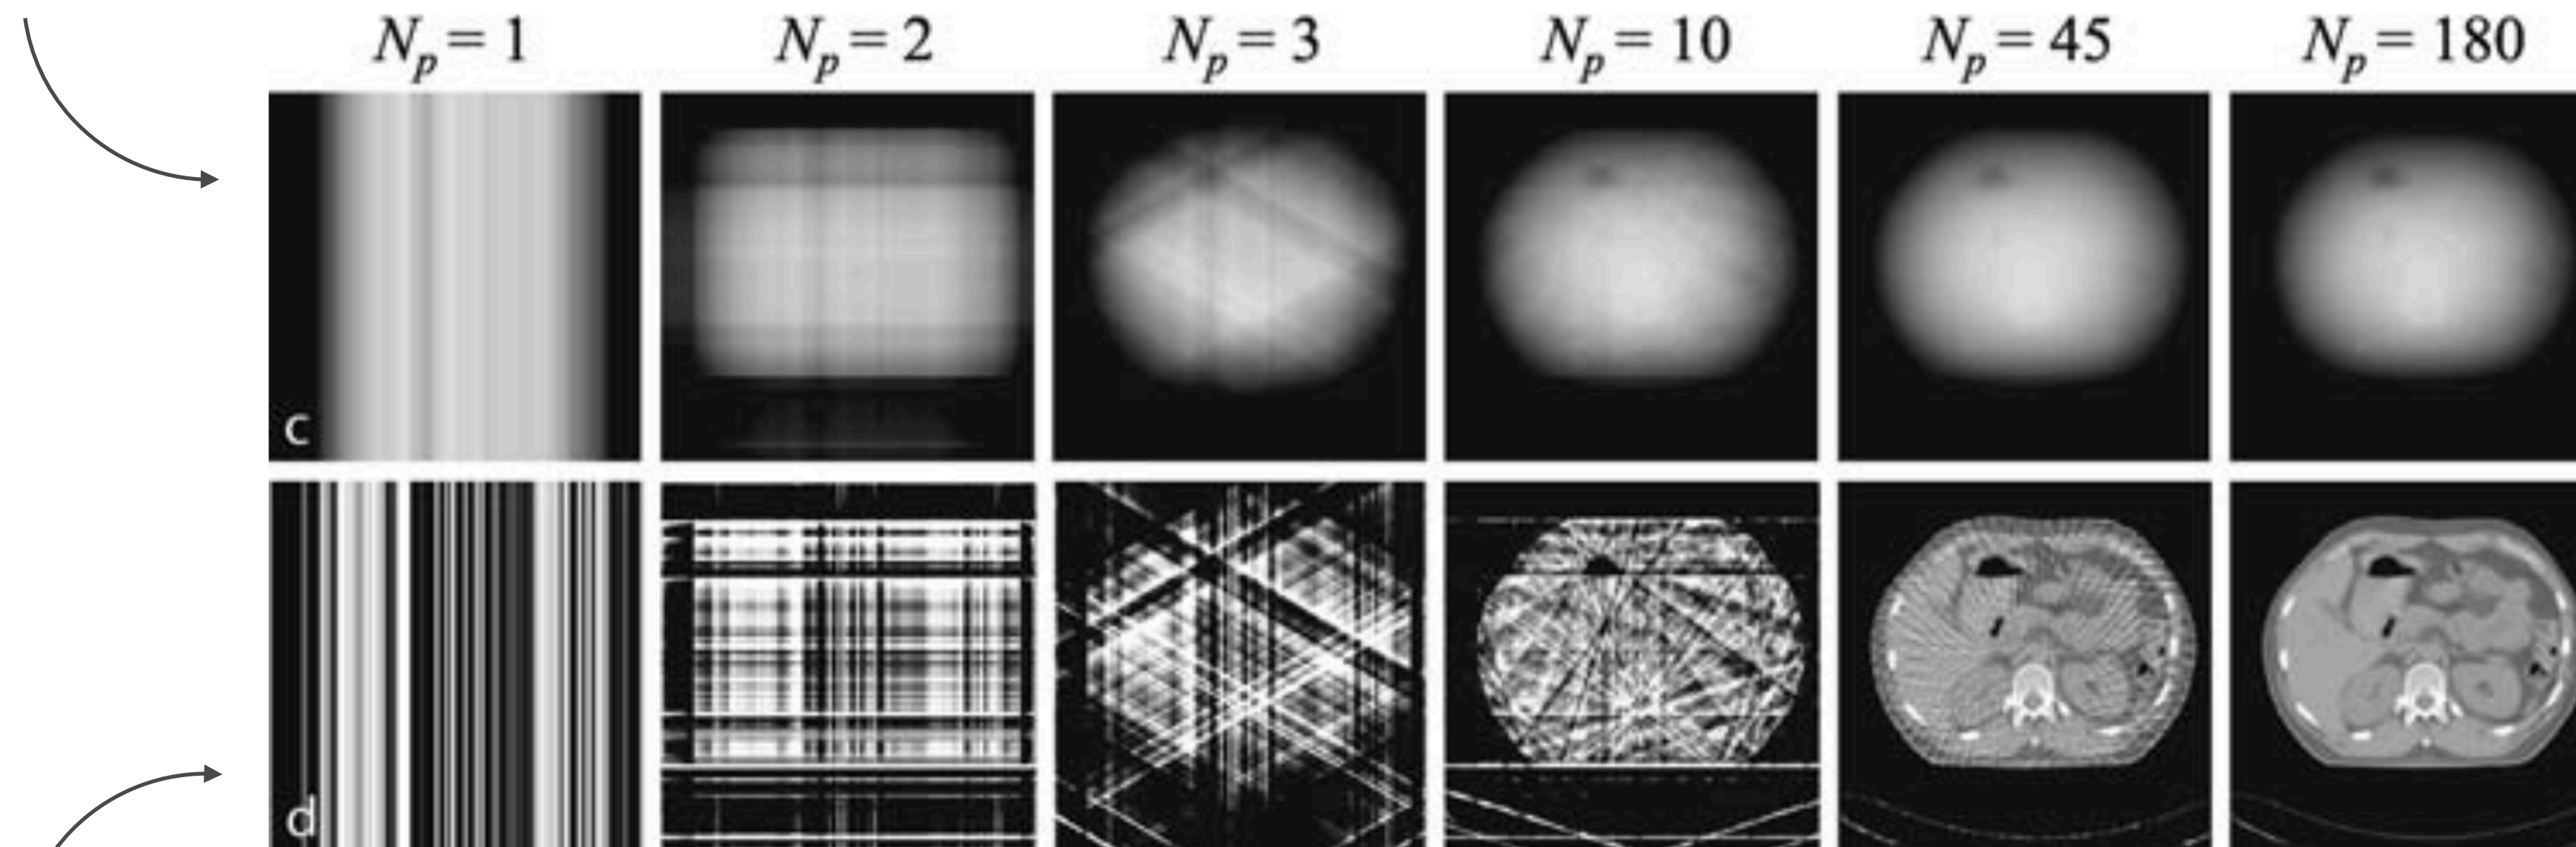 N_p = 1 N_p = 2 N_p = 3 N_p = 10 N_p = 45 N_p = 180
c
d